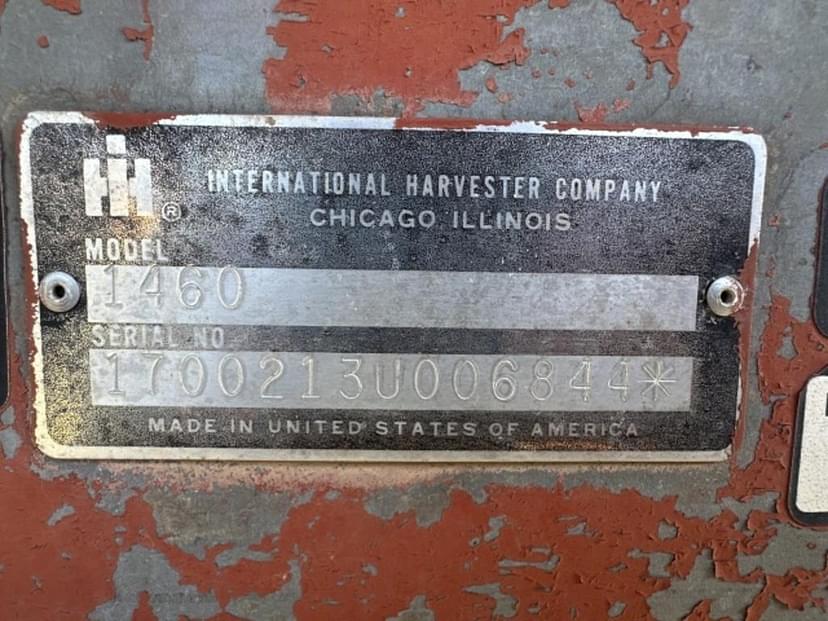 IH ®
INTERNATIONAL HARVESTER COMPANY
CHICAGO ILLINOIS
MODEL
1460
SERIAL NO
1700213U006844*
MADE IN UNITED STATES OF AMERICA